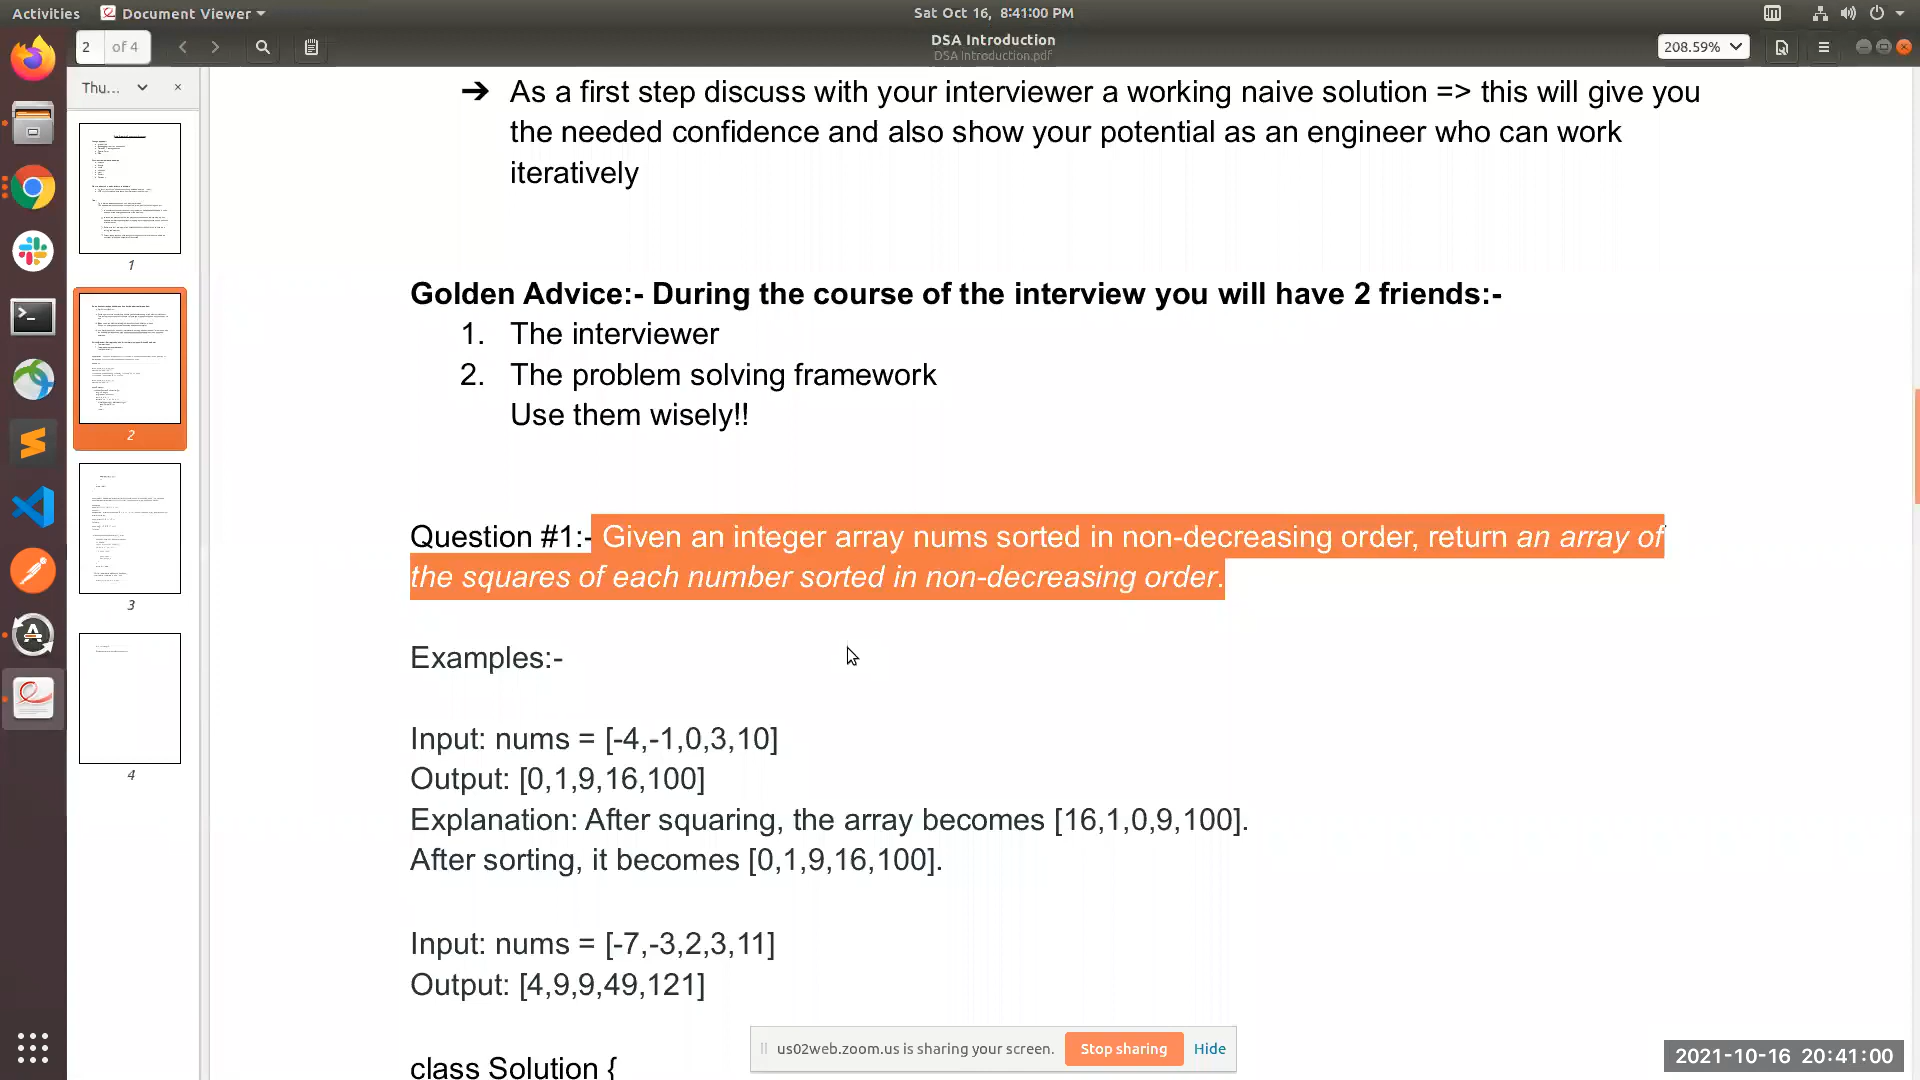 Activities Document Viewer Sat Oct 16, 8:41:00 PM
2 of 4 DSA Introduction 208.59%
DSA Introduction.pdf
Thu...
1
2
3
4
➔ As a first step discuss with your interviewer a working naive solution => this will give you
the needed confidence and also show your potential as an engineer who can work
iteratively
Golden Advice:- During the course of the interview you will have 2 friends:-
1. The interviewer
2. The problem solving framework
Use them wisely!!
Question #1:- Given an integer array nums sorted in non-decreasing order, return an array of
the squares of each number sorted in non-decreasing order.
Examples:-
Input: nums = [-4,-1,0,3,10]
Output: [0,1,9,16,100]
Explanation: After squaring, the array becomes [16,1,0,9,100].
After sorting, it becomes [0,1,9,16,100].
Input: nums = [-7,-3,2,3,11]
Output: [4,9,9,49,121]
class Solution {
us02web.zoom.us is sharing your screen. Stop sharing Hide
2021-10-16 20:41:00